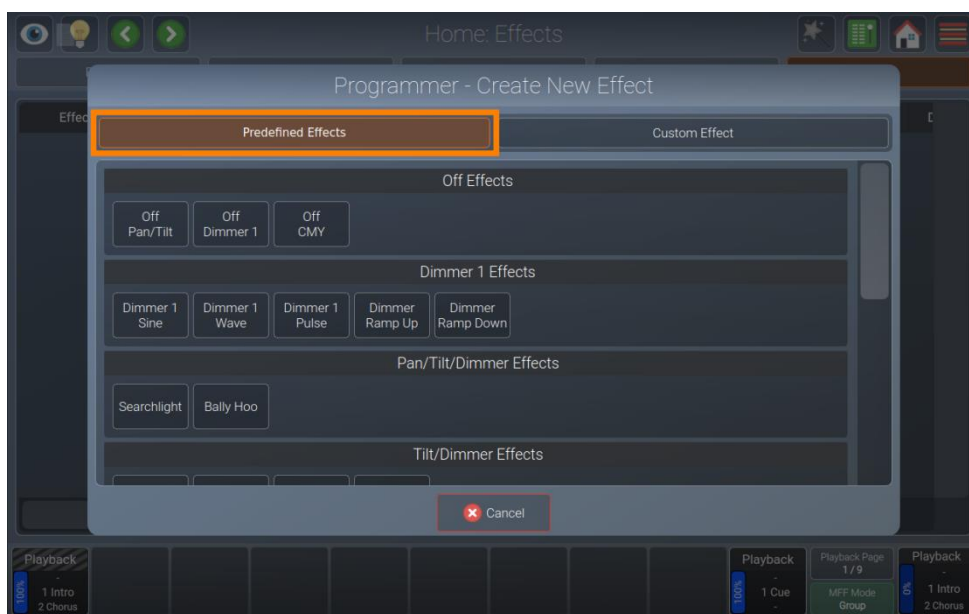 Home: Effects
Programmer - Create New Effect
Effec
Predefined Effects
Custom Effect
Off Effects
Off
Pan/Tilt
Off
Dimmer 1
Off
CMY
Dimmer 1 Effects
Dimmer 1
Sine
Dimmer 1
Wave
Dimmer 1
Pulse
Dimmer
Ramp Up
Dimmer
Ramp Down
Pan/Tilt/Dimmer Effects
Searchlight
Bally Hoo
Tilt/Dimmer Effects
Cancel
Playback
-
100%
1 Intro
2 Chorus
Playback
-
100%
1 Cue
-
Playback Page
1 / 9
MFF Mode
Group
Playback
-
0%
1 Intro
2 Chorus